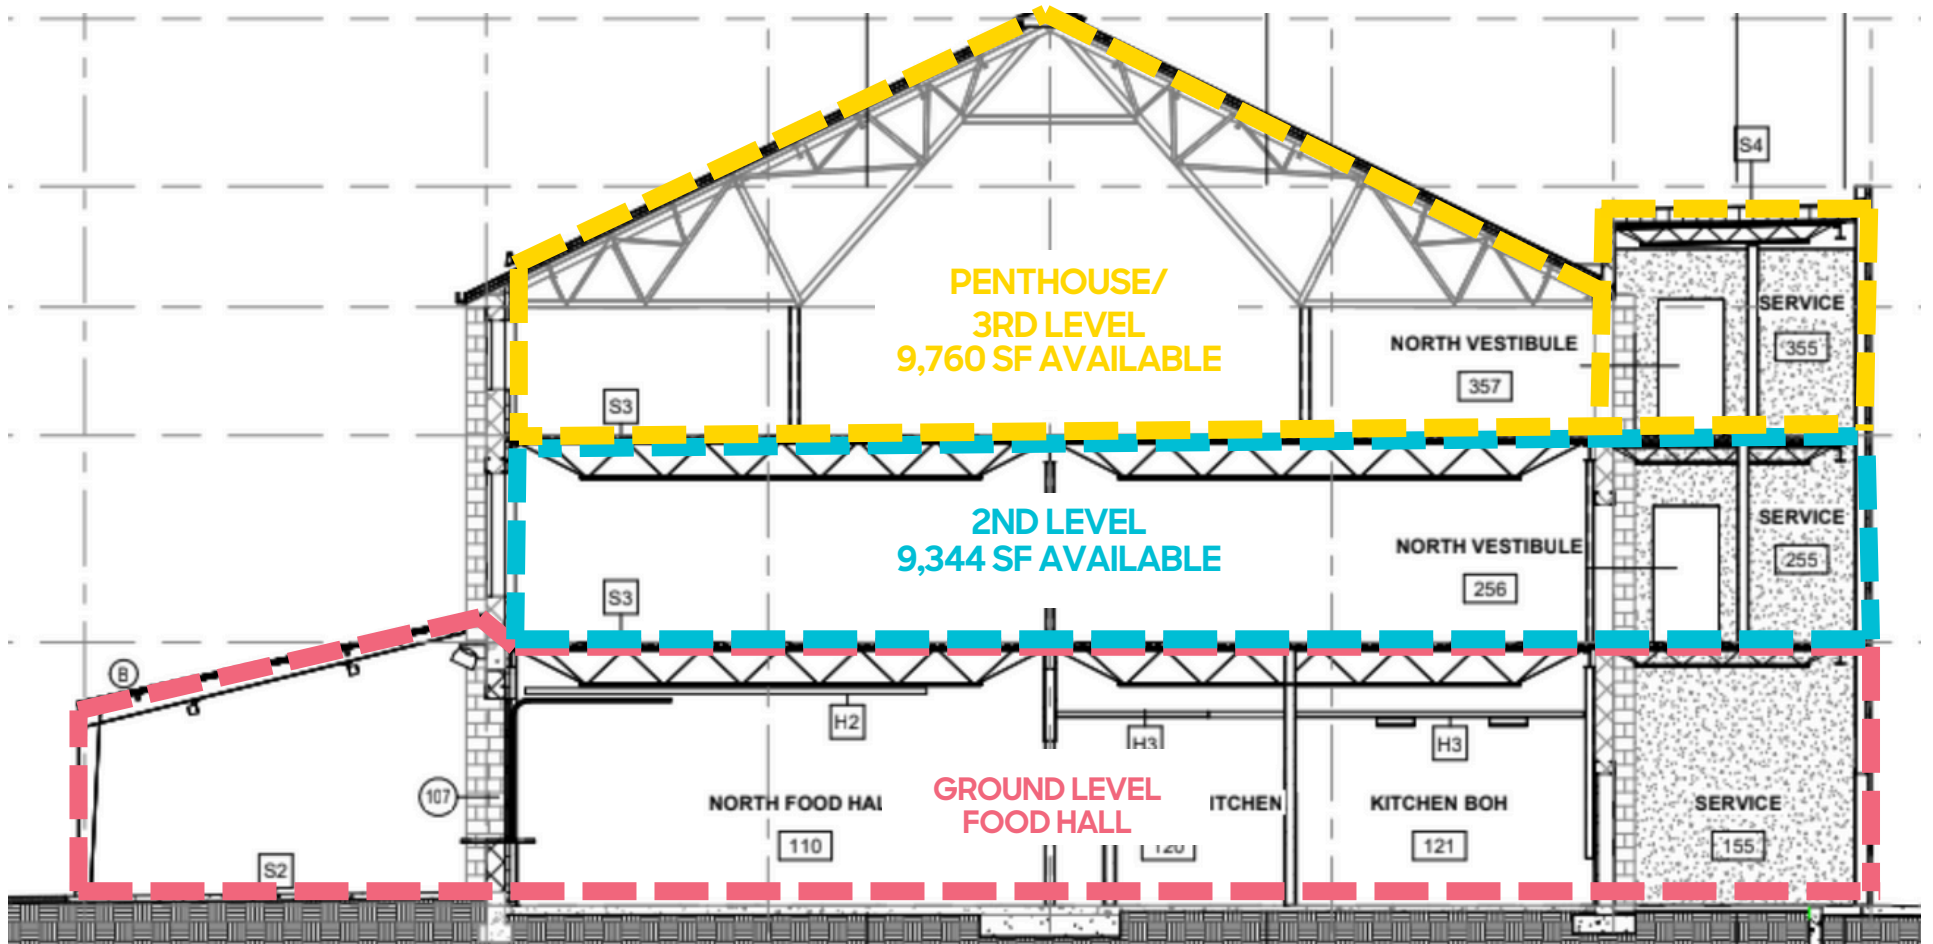 S4
PENTHOUSE/
3RD LEVEL
9,760 SF AVAILABLE
NORTH VESTIBULE
357
SERVICE
355
S3
2ND LEVEL
9,344 SF AVAILABLE
NORTH VESTIBULE
256
SERVICE
255
S3
B
H2
H3
H3
107
NORTH FOOD
110
GROUND LEVEL
FOOD HALL
120
KITCHEN BOH
121
SERVICE
155
S2